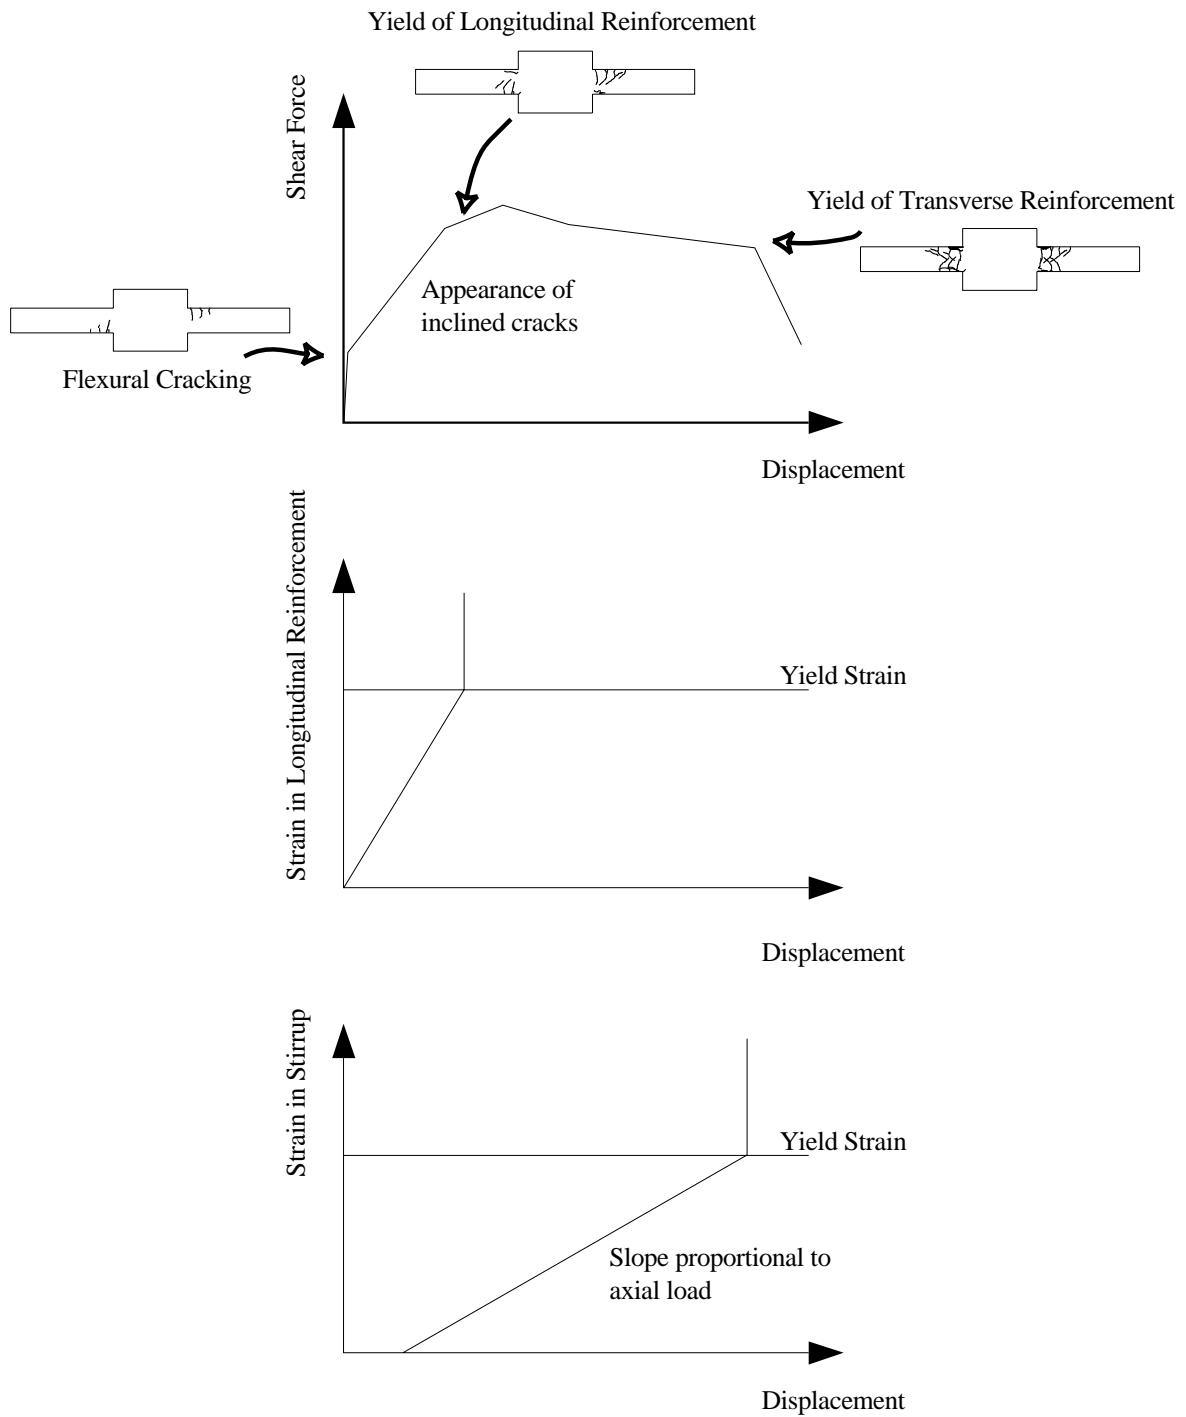 Yield of Longitudinal Reinforcement
Shear Force
Yield of Transverse Reinforcement
Appearance of
inclined cracks
Flexural Cracking
Displacement
Strain in Longitudinal Reinforcement
Yield Strain
Displacement
Strain in Stirrup
Yield Strain
Slope proportional to
axial load
Displacement